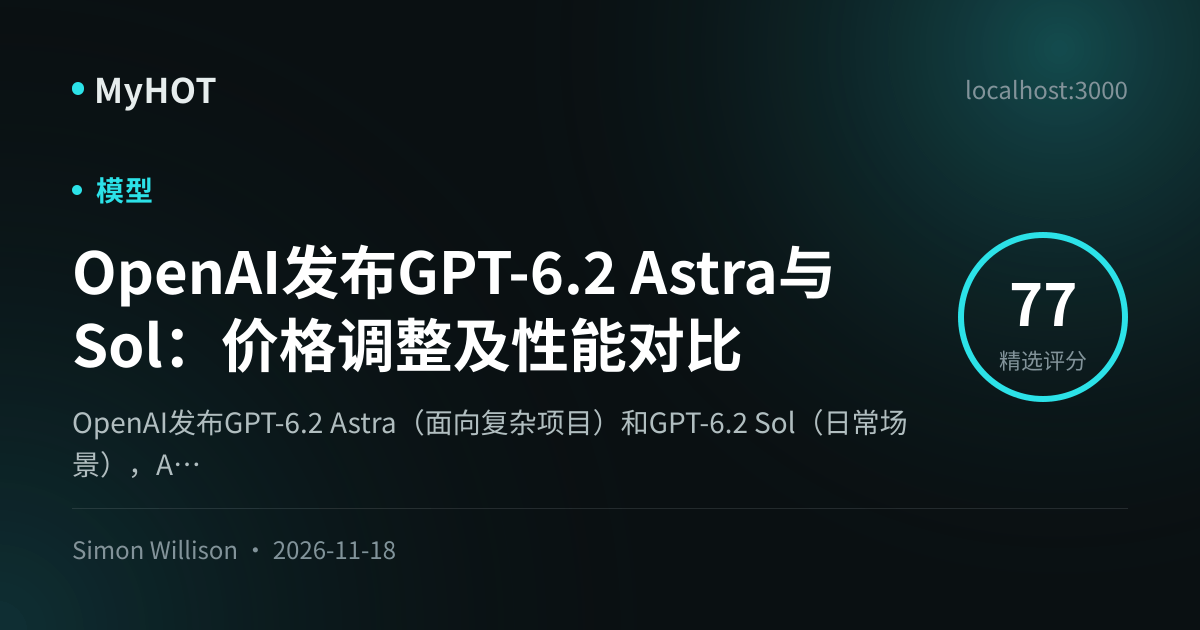 MyHOT
localhost:3000
模型
OpenAI发布GPT-6.2 Astra与
Sol：价格调整及性能对比
77
精选评分
OpenAI发布GPT-6.2 Astra（面向复杂项目）和GPT-6.2 Sol（日常场
景），A…
Simon Willison · 2026-11-18